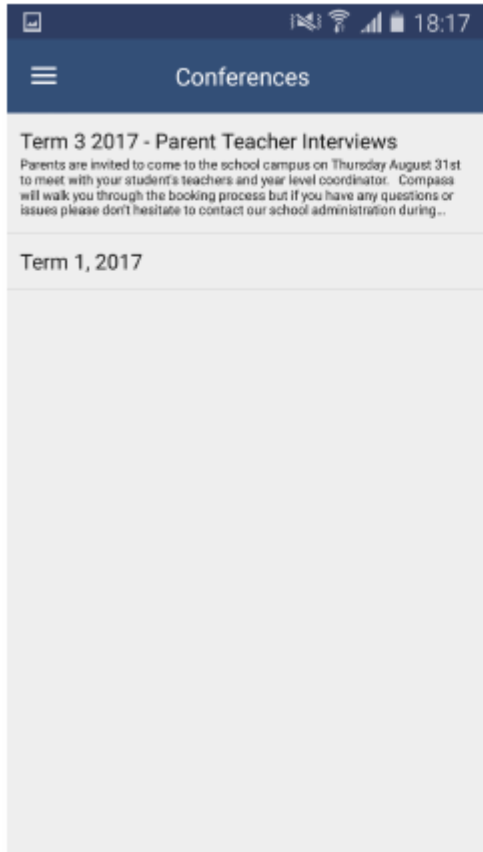 18:17
Conferences
Term 3 2017 - Parent Teacher Interviews
Parents are invited to come to the school campus on Thursday August 31st
to meet with your student's teachers and year level coordinator. Compass
will walk you through the booking process but if you have any questions or
issues please don't hesitate to contact our school administration during...
Term 1, 2017